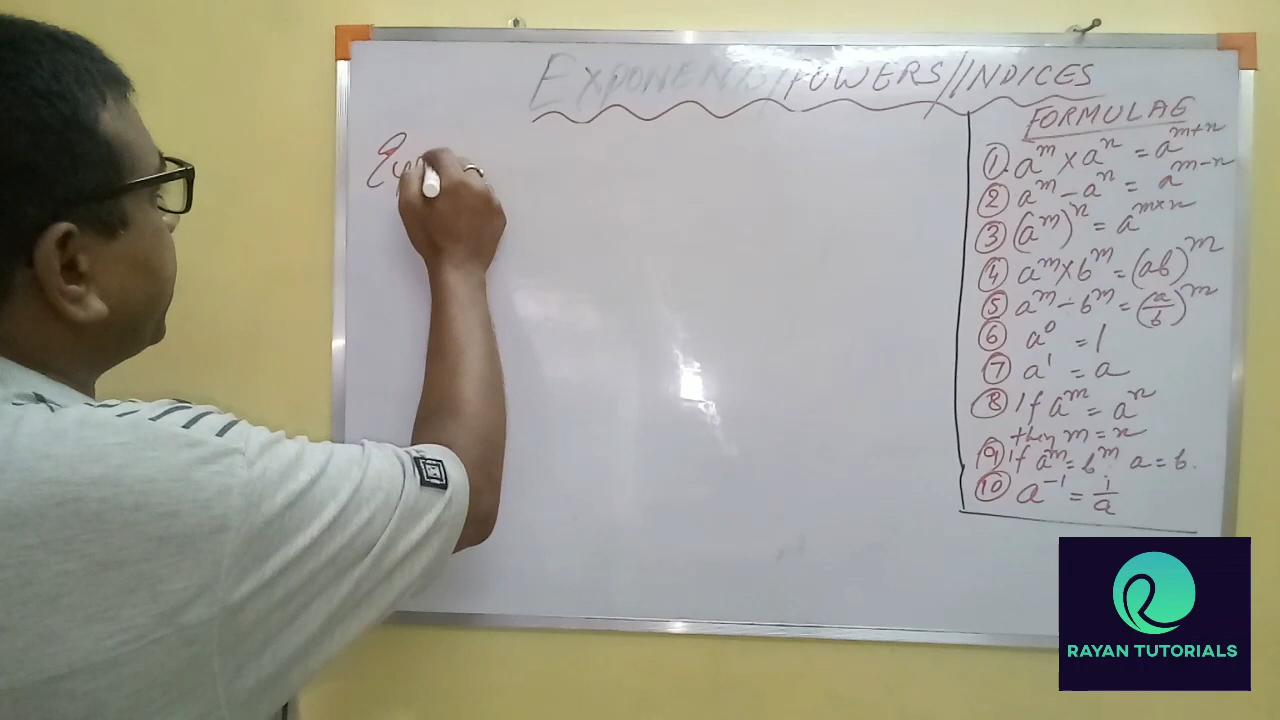 EXPONENTS/POWERS//INDICES
FORMULAE
① a^m × a^n = a^{m+n}
② a^m ÷ a^n = a^{m-n}
③ (a^m)^n = a^{m×n}
④ a^m × b^m = (ab)^m
⑤ a^m ÷ b^m = (a/b)^m
⑥ a^0 = 1
⑦ a^1 = a
⑧ If a^m = a^n
then m = n
⑨ if a^m = b^m a = b.
⑩ a^{-1} = 1/a
RAYAN TUTORIALS